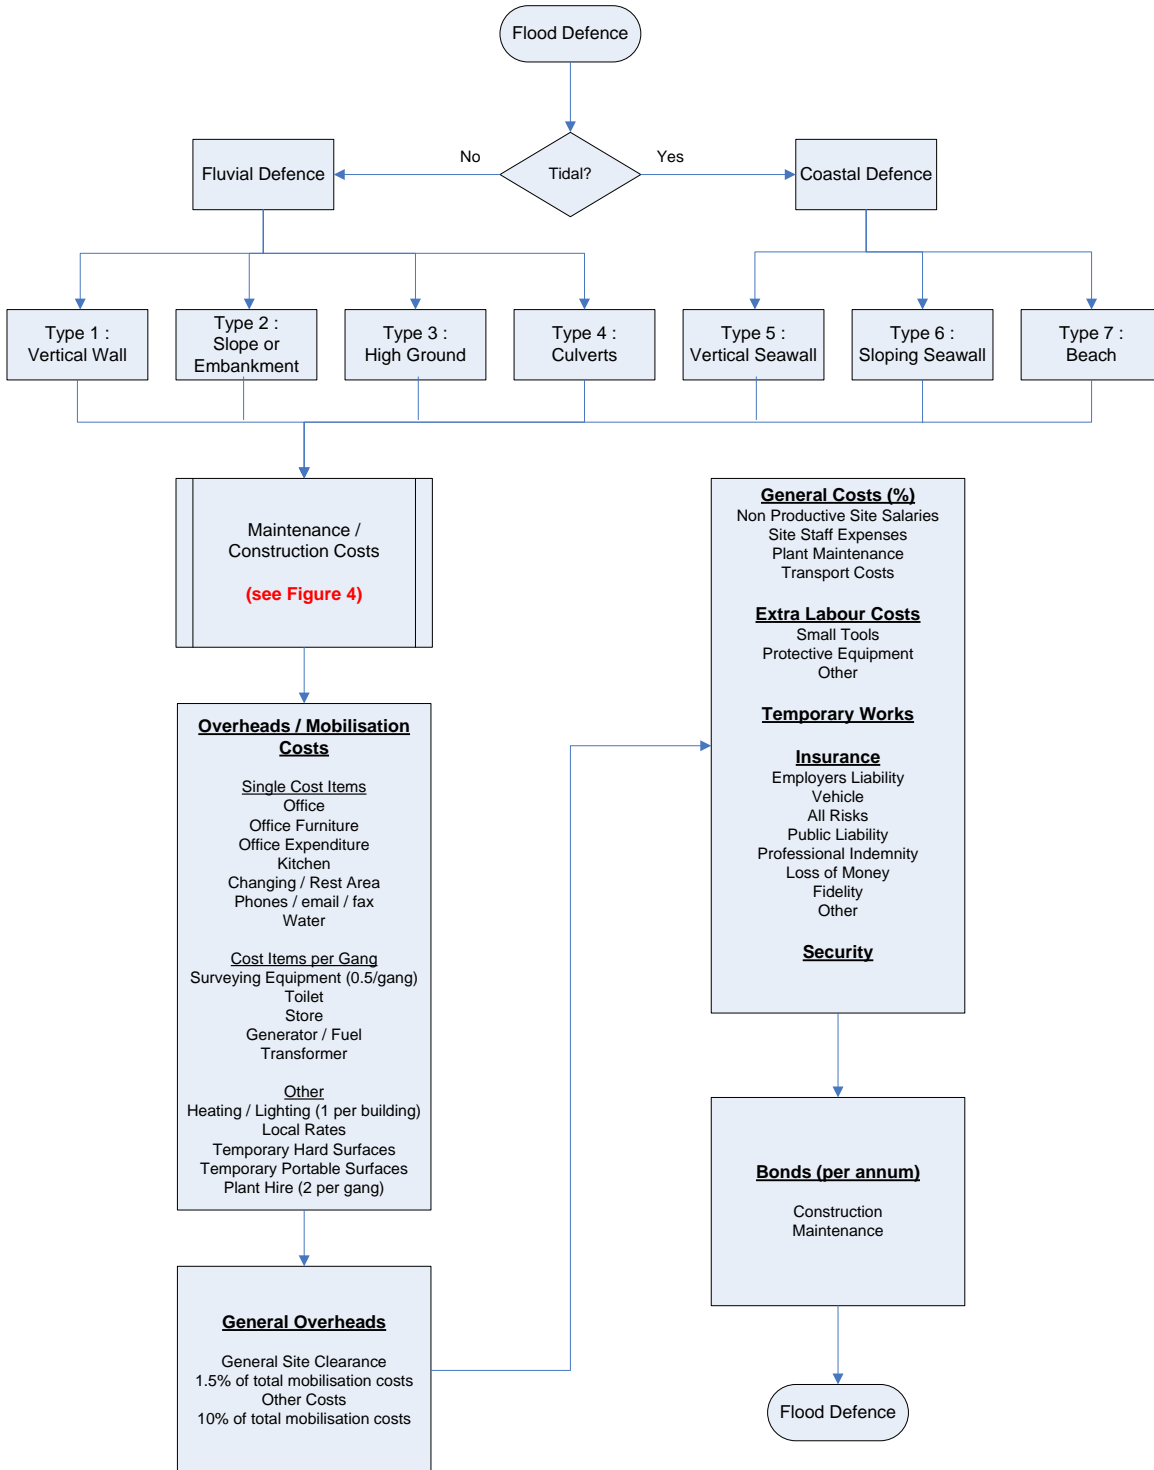 Flood Defence
No
Yes
Fluvial Defence
Tidal?
Coastal Defence
Type 1 :
Vertical Wall
Type 2 :
Slope or
Embankment
Type 3 :
High Ground
Type 4 :
Culverts
Type 5 :
Vertical Seawall
Type 6 :
Sloping Seawall
Type 7 :
Beach
Maintenance /
Construction Costs
(see Figure 4)
Overheads / Mobilisation
Costs
Single Cost Items
Office
Office Furniture
Office Expenditure
Kitchen
Changing / Rest Area
Phones / email / fax
Water
Cost Items per Gang
Surveying Equipment (0.5/gang)
Toilet
Store
Generator / Fuel
Transformer
Other
Heating / Lighting (1 per building)
Local Rates
Temporary Hard Surfaces
Temporary Portable Surfaces
Plant Hire (2 per gang)
General Overheads
General Site Clearance
1.5% of total mobilisation costs
Other Costs
10% of total mobilisation costs
General Costs (%)
Non Productive Site Salaries
Site Staff Expenses
Plant Maintenance
Transport Costs
Extra Labour Costs
Small Tools
Protective Equipment
Other
Temporary Works
Insurance
Employers Liability
Vehicle
All Risks
Public Liability
Professional Indemnity
Loss of Money
Fidelity
Other
Security
Bonds (per annum)
Construction
Maintenance
Flood Defence